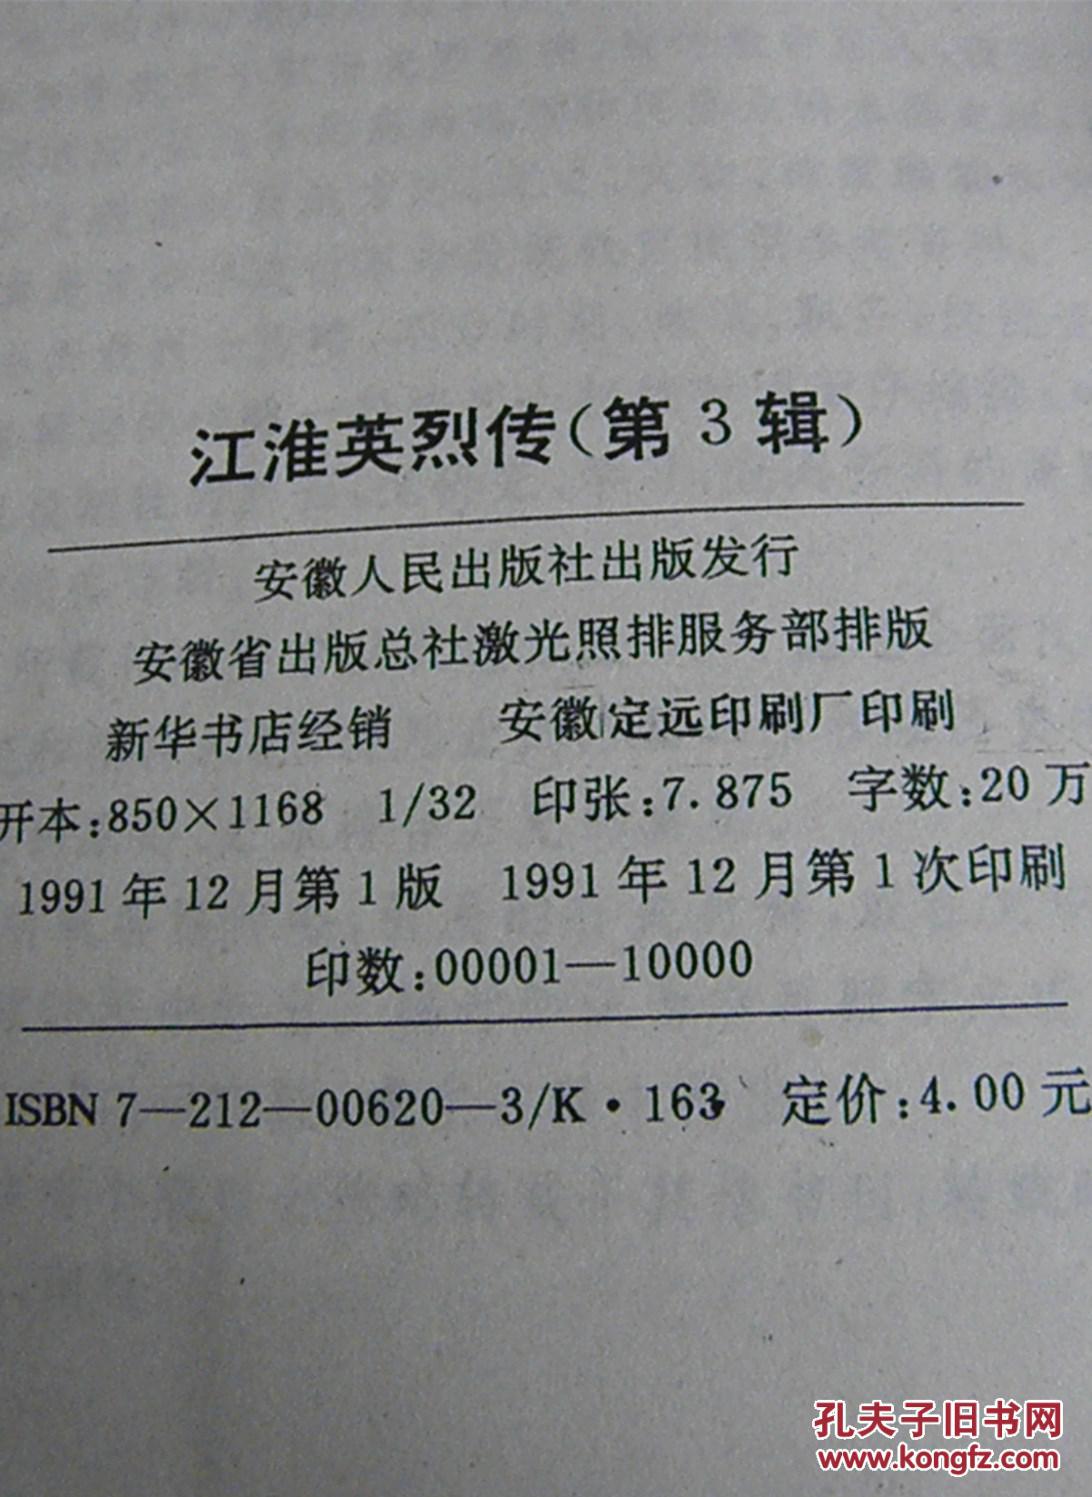 江淮英烈传(第3辑)
安徽人民出版社出版发行
安徽省出版总社激光照排服务部排版
新华书店经销 安徽定远印刷厂印刷
开本:850×1168 1/32 印张:7.875 字数:20万
1991年12月第1版 1991年12月第1次印刷
印数:00001—10000
ISBN 7—212—00620—3/K·163 定价:4.00元
孔夫子旧书网
www.kongfz.com